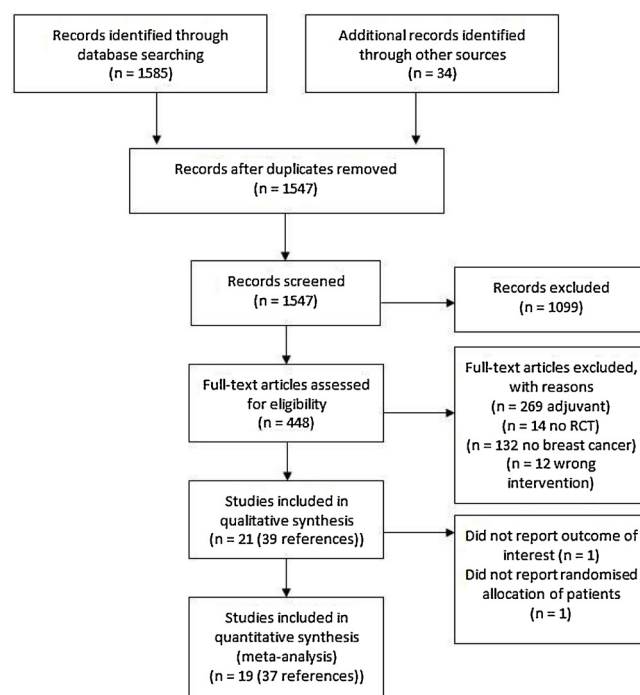 Records identified through
database searching
(n = 1585)
Additional records identified
through other sources
(n = 34)
Records after duplicates removed
(n = 1547)
Records screened
(n = 1547)
Records excluded
(n = 1099)
Full-text articles assessed
for eligibility
(n = 448)
Full-text articles excluded,
with reasons
(n = 269 adjuvant)
(n = 14 no RCT)
(n = 132 no breast cancer)
(n = 12 wrong
intervention)
Studies included in
qualitative synthesis
(n = 21 (39 references))
Did not report outcome of
interest (n = 1)
Did not report randomised
allocation of patients
(n = 1)
Studies included in
quantitative synthesis
(meta-analysis)
n = 19 (37 references))